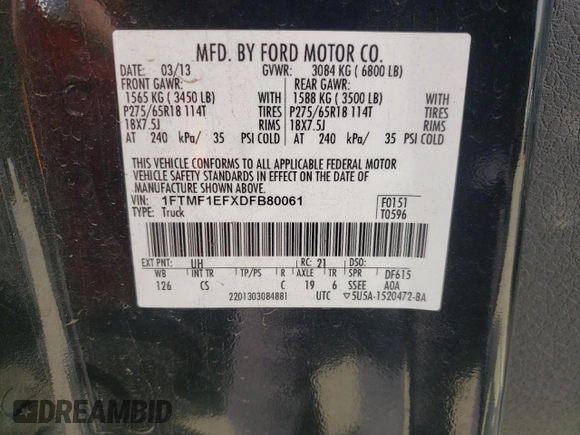 MFD. BY FORD MOTOR CO.
DATE: 03/13 GVWR: 3084 KG ( 6800 LB)
FRONT GAWR: REAR GAWR:
1565 KG ( 3450 LB) WITH 1588 KG ( 3500 LB) WITH
P275/65R18 114T TIRES P275/65R18 114T TIRES
18X7.5J RIMS 18X7.5J RIMS
AT 240 kPa/ 35 PSI COLD AT 240 kPa/ 35 PSI COLD
THIS VEHICLE CONFORMS TO ALL APPLICABLE FEDERAL MOTOR
VEHICLE SAFETY STANDARDS IN EFFECT ON THE DATE OF
MANUFACTURE SHOWN ABOVE.
VIN: 1FTMF1EFXDFB80061 F0151
TYPE: Truck T0596
EXT PNT: UH RC: 21 DSO:
WB INT TR TP/PS R AXLE TR SPR DF615
126 CS C 19 6 SSEE AOA
2201303084881 UTC 5U5A-1520472-BA
DREAMBID